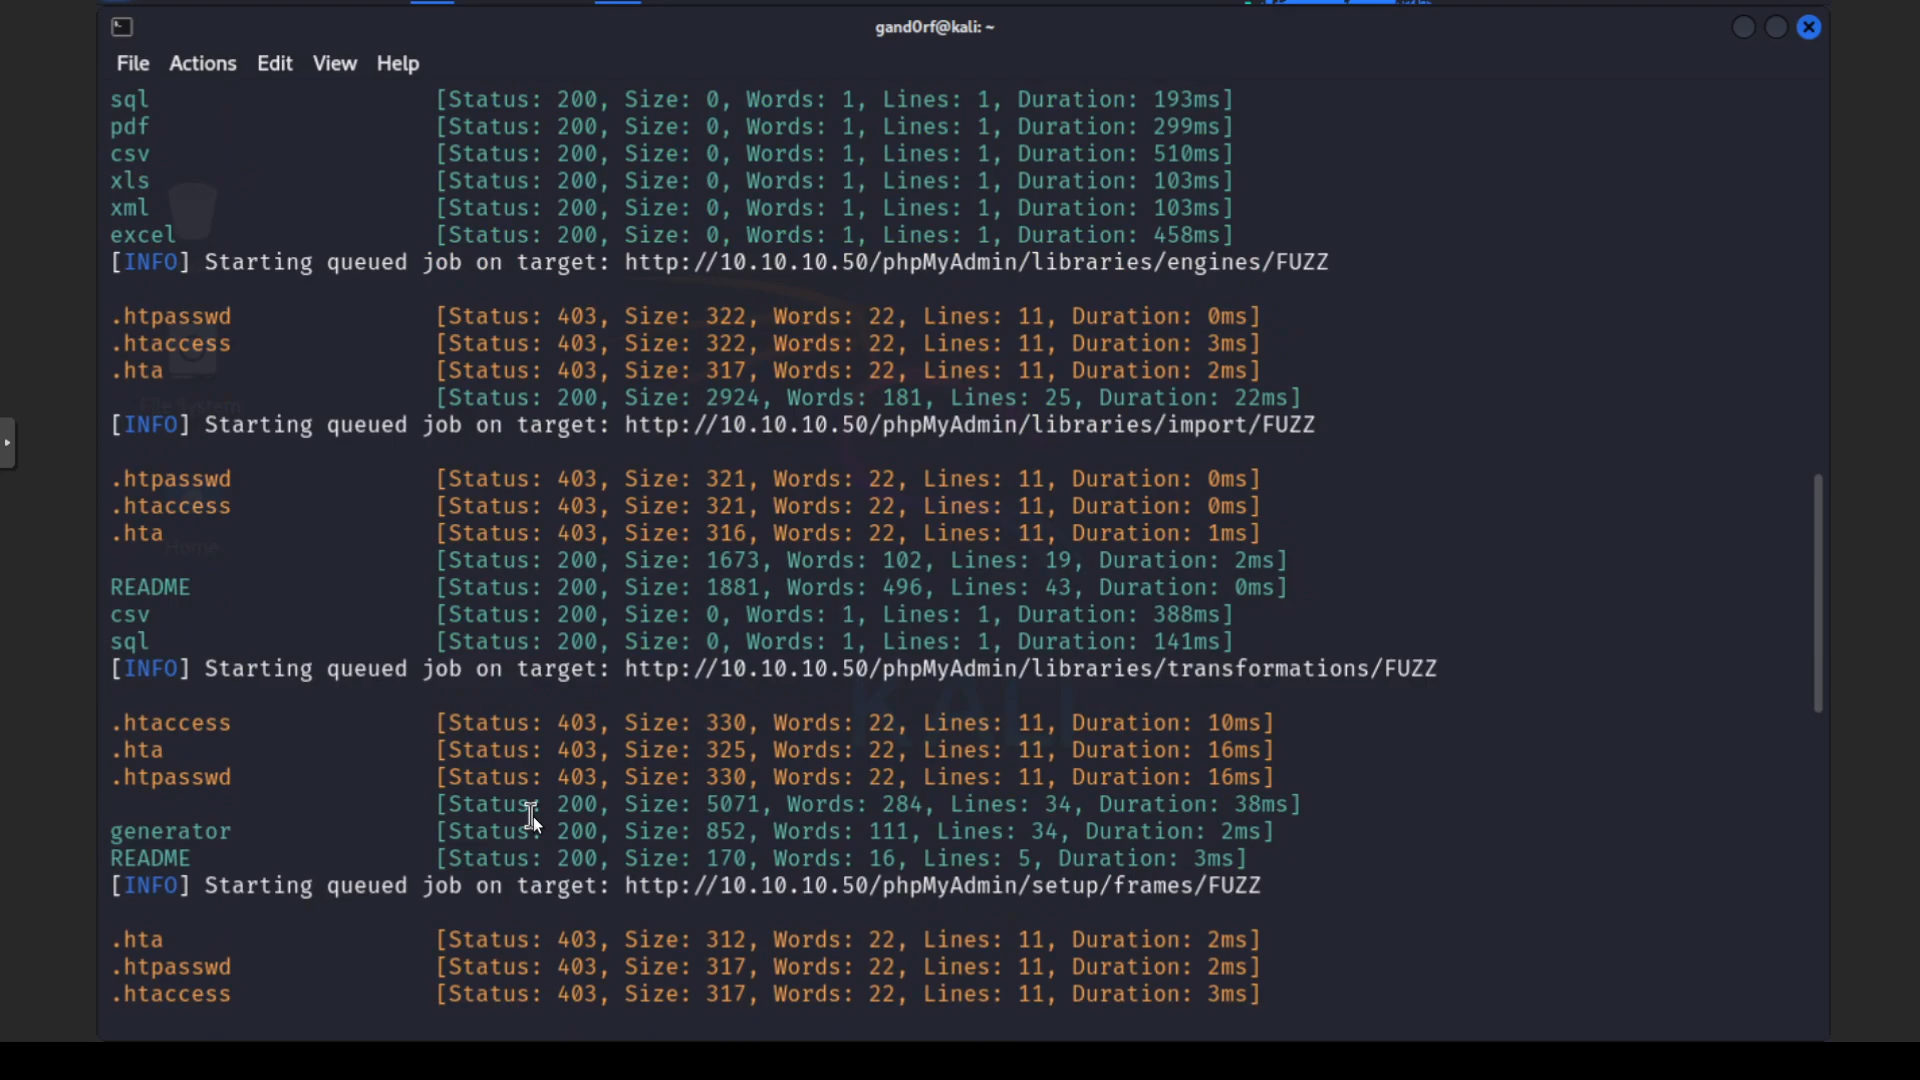 gand0rf@kali: ~
File Actions Edit View Help
sql [Status: 200, Size: 0, Words: 1, Lines: 1, Duration: 193ms]
pdf [Status: 200, Size: 0, Words: 1, Lines: 1, Duration: 299ms]
csv [Status: 200, Size: 0, Words: 1, Lines: 1, Duration: 510ms]
xls [Status: 200, Size: 0, Words: 1, Lines: 1, Duration: 103ms]
xml [Status: 200, Size: 0, Words: 1, Lines: 1, Duration: 103ms]
excel [Status: 200, Size: 0, Words: 1, Lines: 1, Duration: 458ms]
[INFO] Starting queued job on target: http://10.10.10.50/phpMyAdmin/libraries/engines/FUZZ
.htpasswd [Status: 403, Size: 322, Words: 22, Lines: 11, Duration: 0ms]
.htaccess [Status: 403, Size: 322, Words: 22, Lines: 11, Duration: 3ms]
.hta [Status: 403, Size: 317, Words: 22, Lines: 11, Duration: 2ms]
File System [Status: 200, Size: 2924, Words: 181, Lines: 25, Duration: 22ms]
[INFO] Starting queued job on target: http://10.10.10.50/phpMyAdmin/libraries/import/FUZZ
.htpasswd [Status: 403, Size: 321, Words: 22, Lines: 11, Duration: 0ms]
.htaccess [Status: 403, Size: 321, Words: 22, Lines: 11, Duration: 0ms]
.hta [Status: 403, Size: 316, Words: 22, Lines: 11, Duration: 1ms]
Home
[Status: 200, Size: 1673, Words: 102, Lines: 19, Duration: 2ms]
README [Status: 200, Size: 1881, Words: 496, Lines: 43, Duration: 0ms]
csv [Status: 200, Size: 0, Words: 1, Lines: 1, Duration: 388ms]
sql [Status: 200, Size: 0, Words: 1, Lines: 1, Duration: 141ms]
[INFO] Starting queued job on target: http://10.10.10.50/phpMyAdmin/libraries/transformations/FUZZ
KALI
.htaccess [Status: 403, Size: 330, Words: 22, Lines: 11, Duration: 10ms]
.hta [Status: 403, Size: 325, Words: 22, Lines: 11, Duration: 16ms]
.htpasswd [Status: 403, Size: 330, Words: 22, Lines: 11, Duration: 16ms]
[Status: 200, Size: 5071, Words: 284, Lines: 34, Duration: 38ms]
generator [Status: 200, Size: 852, Words: 111, Lines: 34, Duration: 2ms]
README [Status: 200, Size: 170, Words: 16, Lines: 5, Duration: 3ms]
[INFO] Starting queued job on target: http://10.10.10.50/phpMyAdmin/setup/frames/FUZZ
.hta [Status: 403, Size: 312, Words: 22, Lines: 11, Duration: 2ms]
.htpasswd [Status: 403, Size: 317, Words: 22, Lines: 11, Duration: 2ms]
.htaccess [Status: 403, Size: 317, Words: 22, Lines: 11, Duration: 3ms]